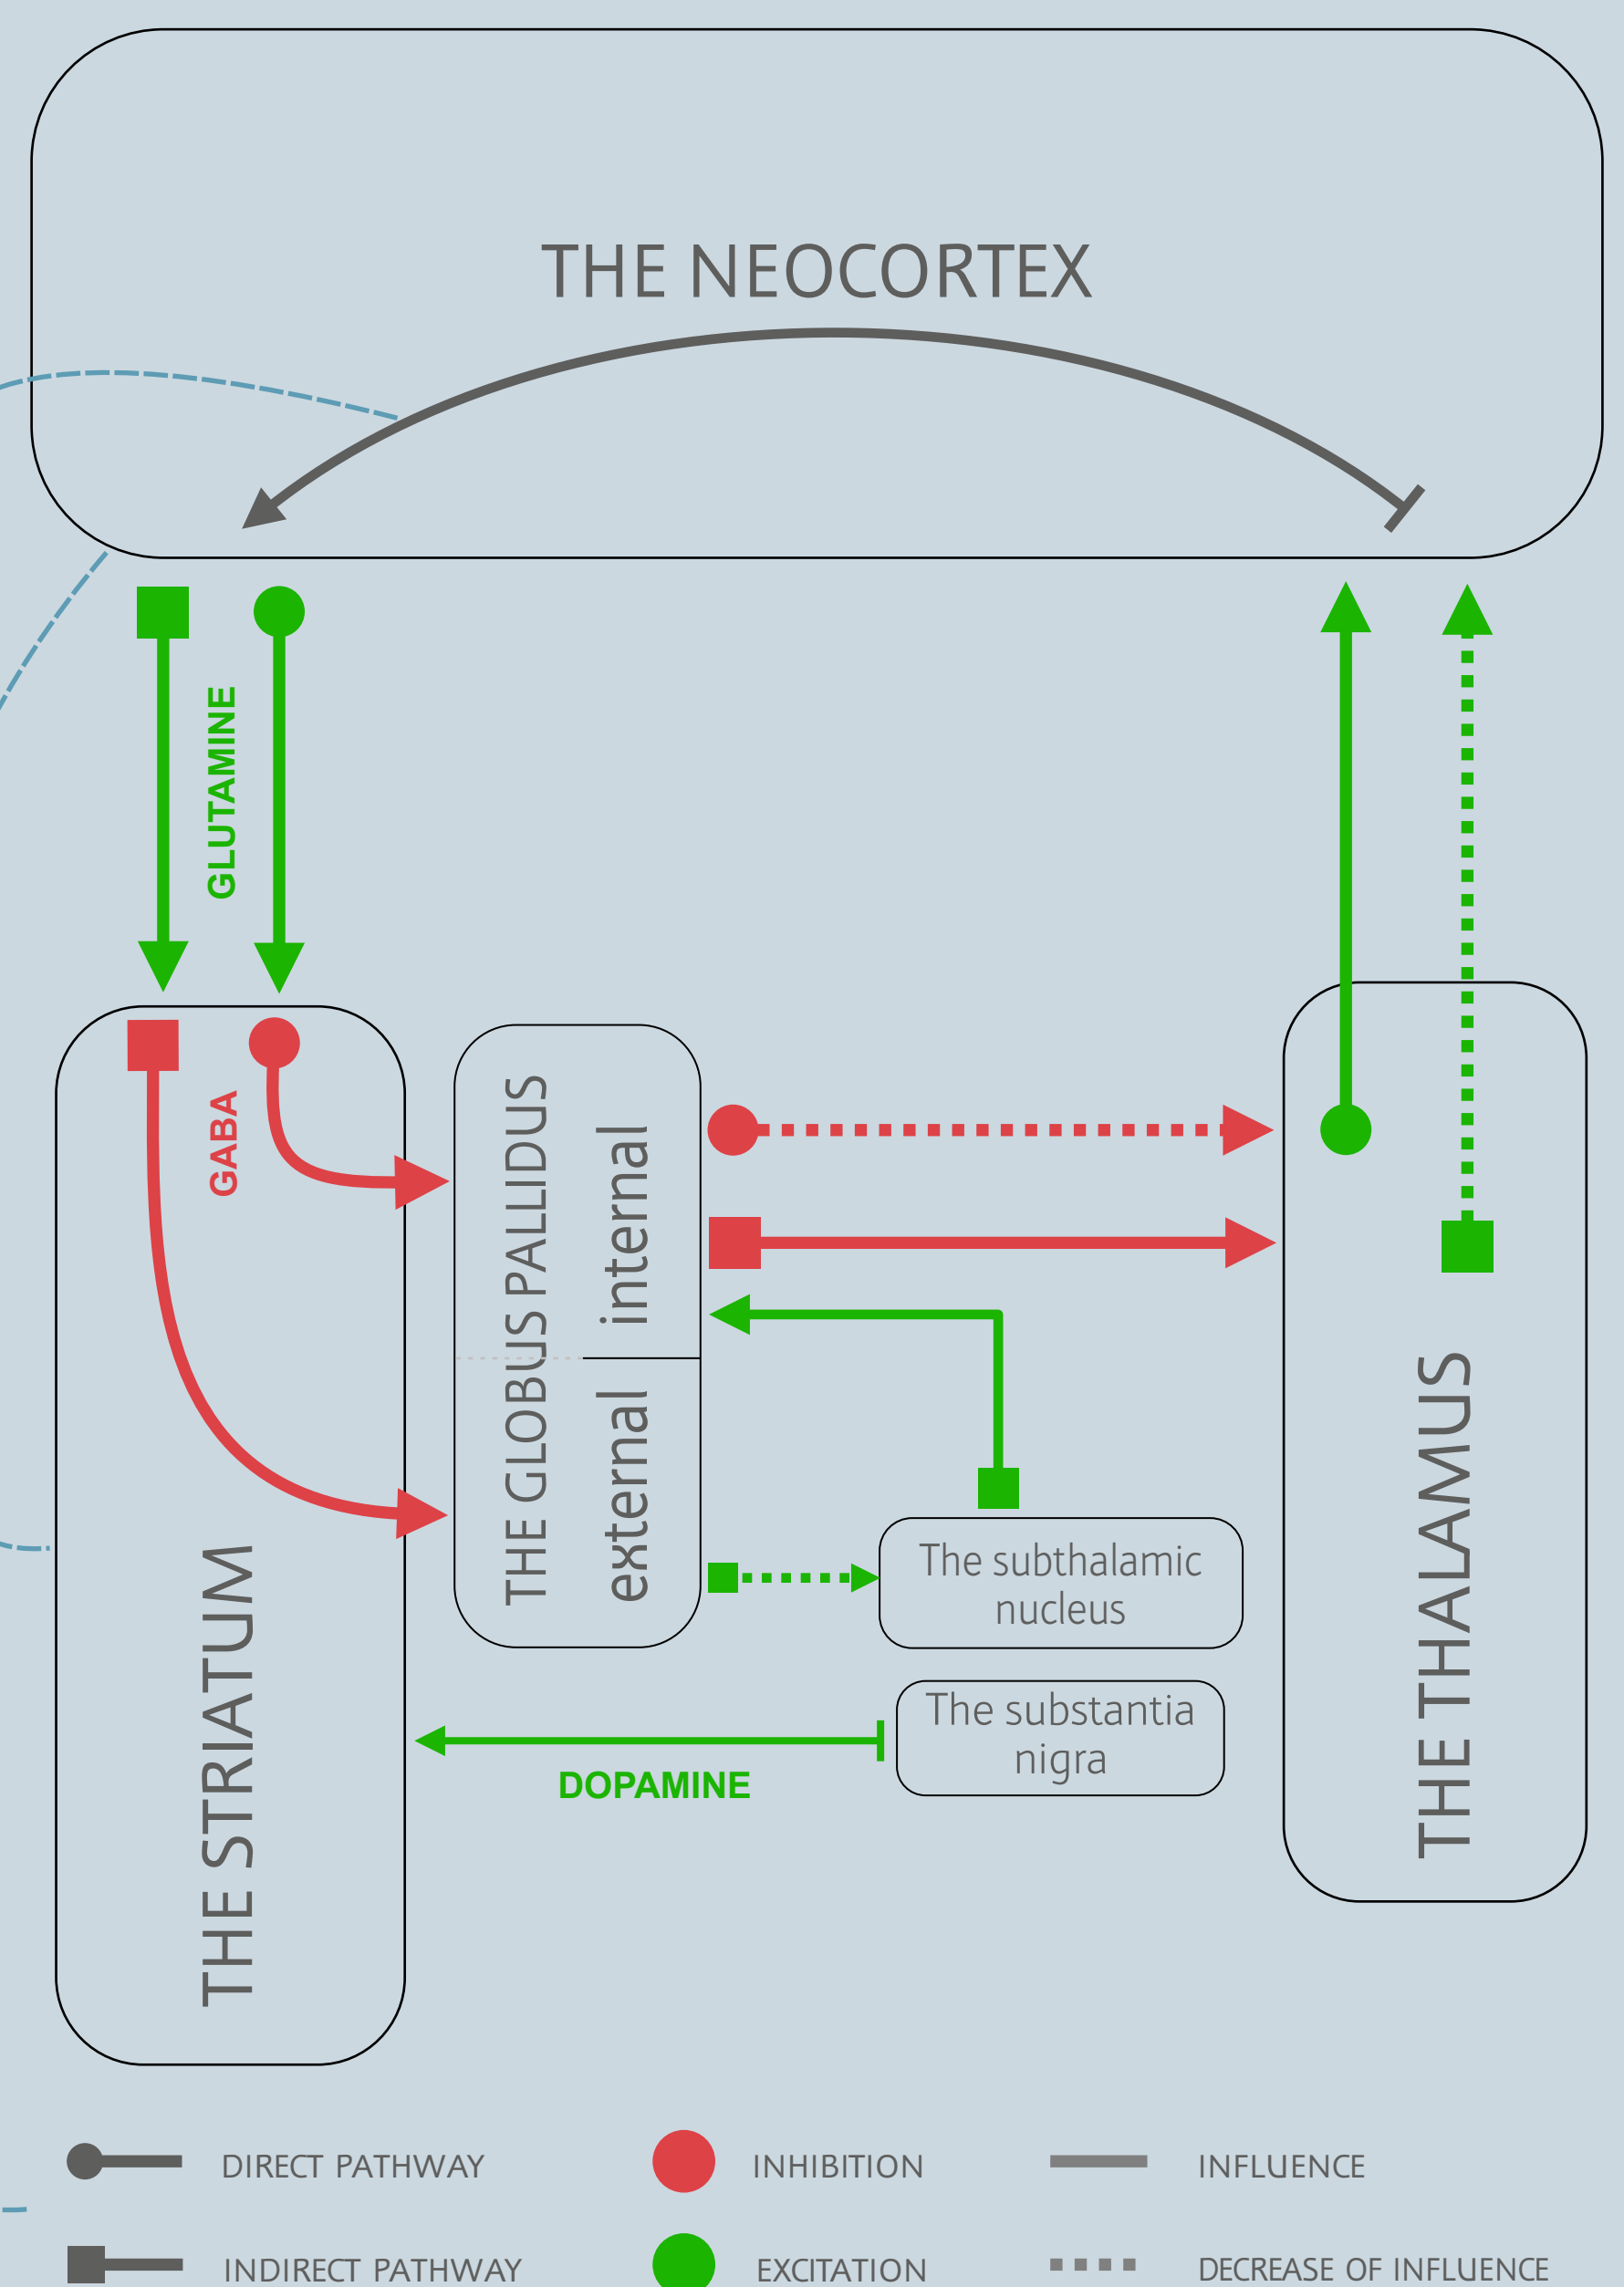 THE NEOCORTEX
GLUTAMINE
GABA
THE STRIATUM
THE GLOBUS PALLIDUS
internal
external
The subthalamic
nucleus
The substantia
nigra
DOPAMINE
THE THALAMUS
DIRECT PATHWAY
INHIBITION
INFLUENCE
INDIRECT PATHWAY
EXCITATION
DECREASE OF INFLUENCE